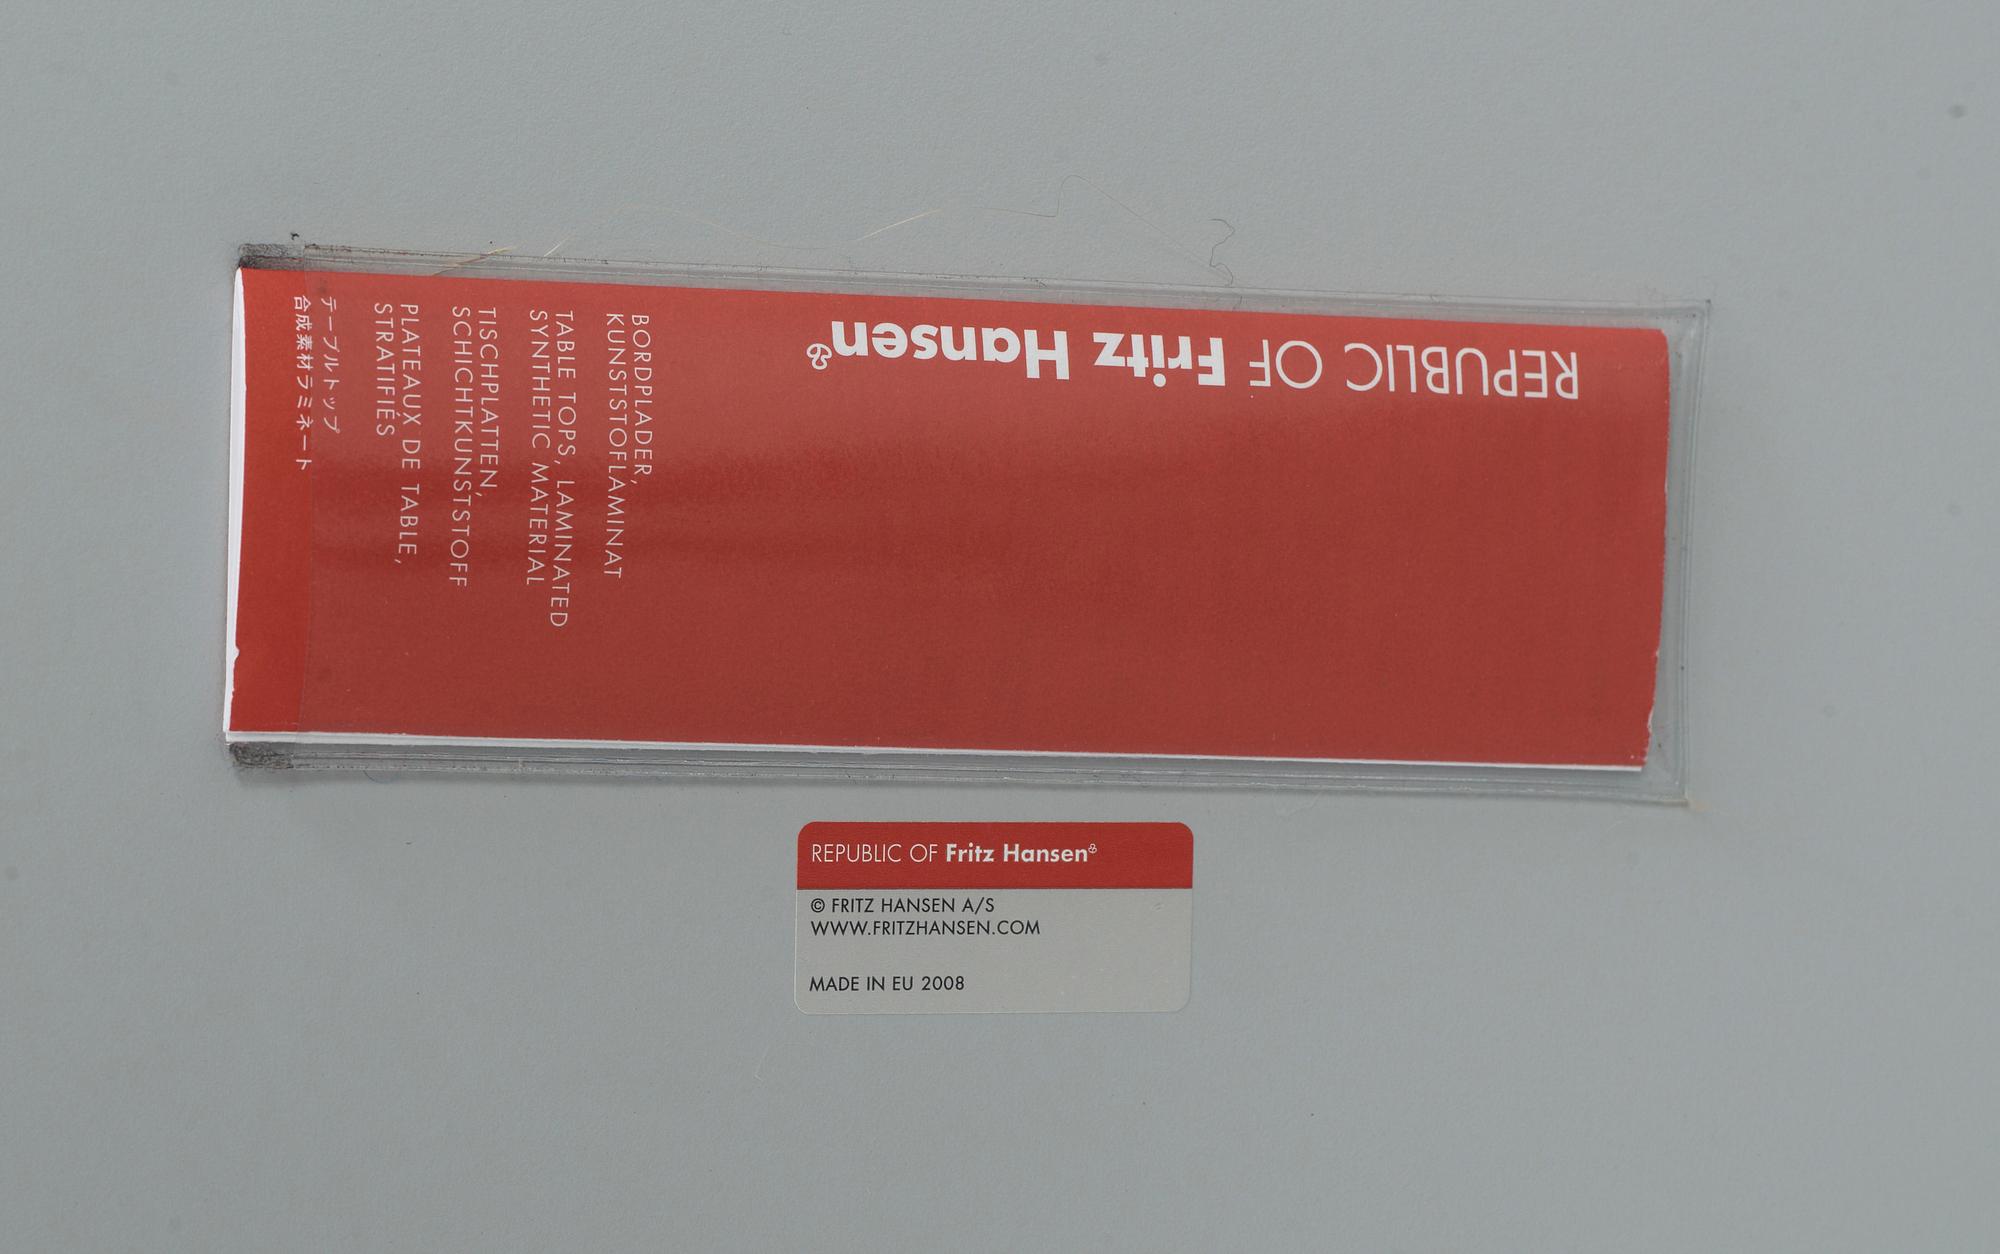 REPUBLIC OF Fritz Hansen
BORDPLADER,
KUNSTSTOFLAMINAT
TABLE TOPS, LAMINATED
SYNTHETIC MATERIAL
TISCHPLATTEN,
SCHICHTKUNSTSTOFF
PLATEAUX DE TABLE,
STRATIFIÉS
テーブルトップ
合成素材ラミネート
REPUBLIC OF Fritz Hansen
© FRITZ HANSEN A/S
WWW.FRITZHANSEN.COM
MADE IN EU 2008